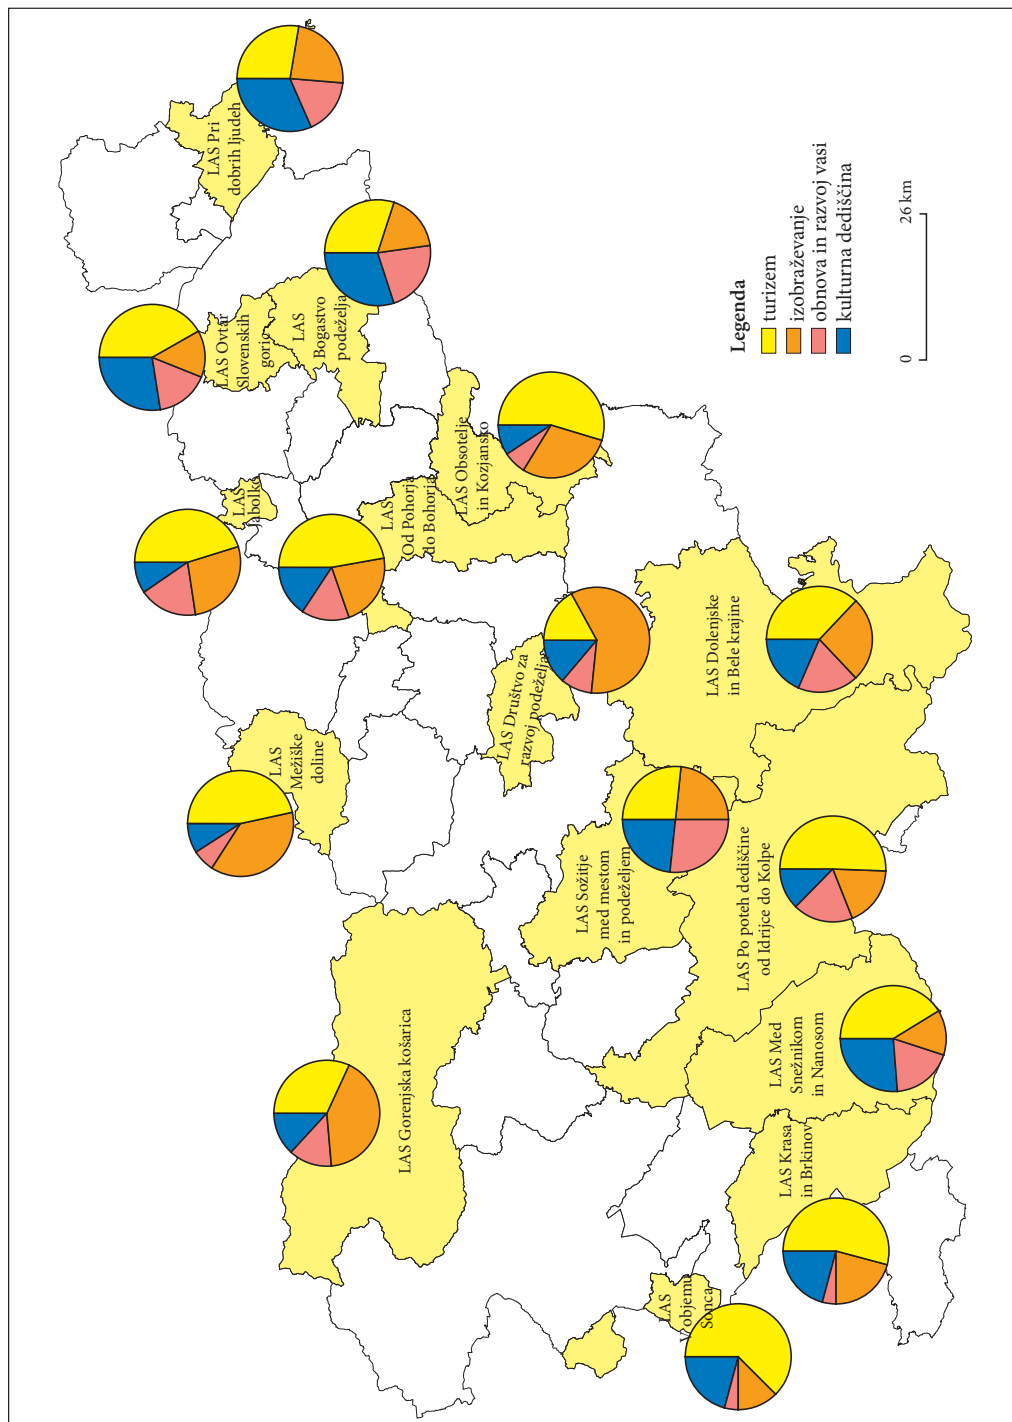 LAS Pri
dobrih ljudeh
LAS Ovtar
Slovenskih
goric
LAS
Bogastvo
podeželja
LAS
Jabolko
LAS
Od Pohorja
do Bohorja
LAS Obsotelje
in Kozjansko
LAS
Mežiške
doline
LAS Društvo za
razvoj podeželja
LAS Dolenjske
in Bele krajine
LAS Sožitje
med mestom
in podeželjem
LAS Po poteh dediščine
od Idrijce do Kolpe
LAS Gorenjska košarica
LAS Med
Snežnikom
in Nanosom
LAS Krasa
in Brkinov
LAS
V objemu
Sonca
Legenda
turizem
izobraževanje
obnova in razvoj vasi
kulturna dediščina
0 26 km